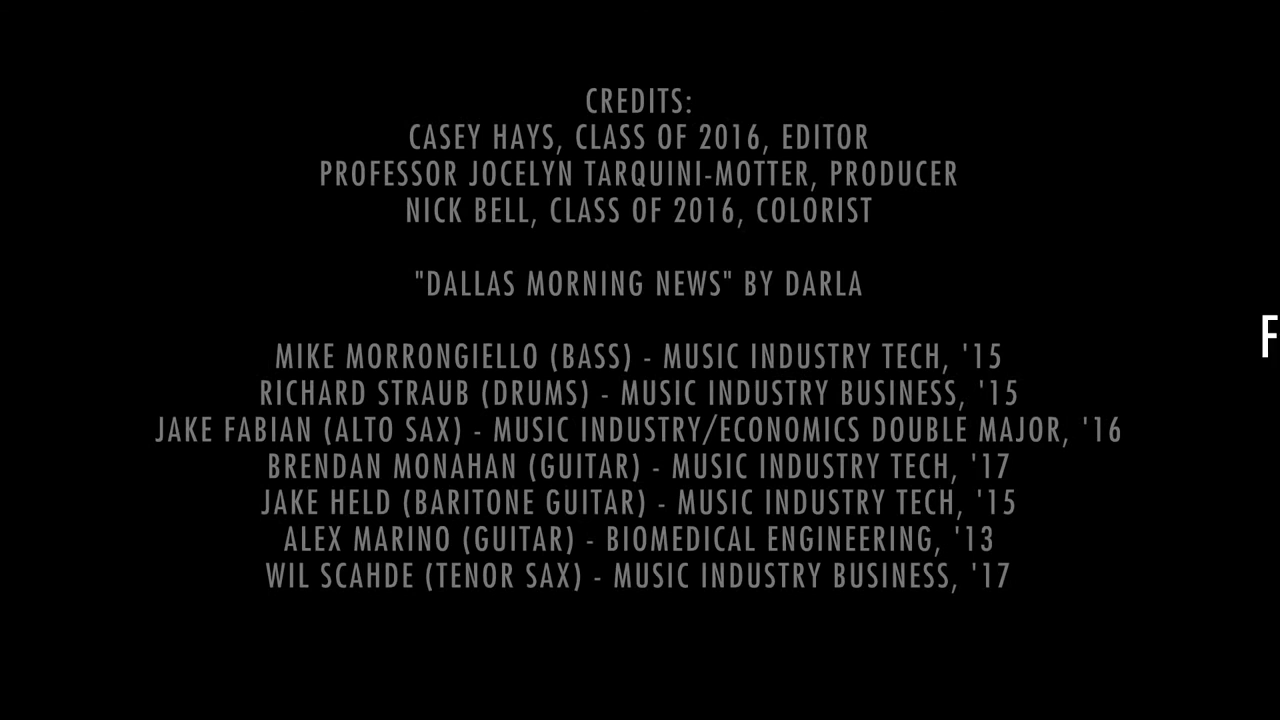 CREDITS:
CASEY HAYS, CLASS OF 2016, EDITOR
PROFESSOR JOCELYN TARQUINI-MOTTER, PRODUCER
NICK BELL, CLASS OF 2016, COLORIST
"DALLAS MORNING NEWS" BY DARLA
F
MIKE MORRONGIELLO (BASS) - MUSIC INDUSTRY TECH, '15
RICHARD STRAUB (DRUMS) - MUSIC INDUSTRY BUSINESS, '15
JAKE FABIAN (ALTO SAX) - MUSIC INDUSTRY/ECONOMICS DOUBLE MAJOR, '16
BRENDAN MONAHAN (GUITAR) - MUSIC INDUSTRY TECH, '17
JAKE HELD (BARITONE GUITAR) - MUSIC INDUSTRY TECH, '15
ALEX MARINO (GUITAR) - BIOMEDICAL ENGINEERING, '13
WIL SCAHDE (TENOR SAX) - MUSIC INDUSTRY BUSINESS, '17